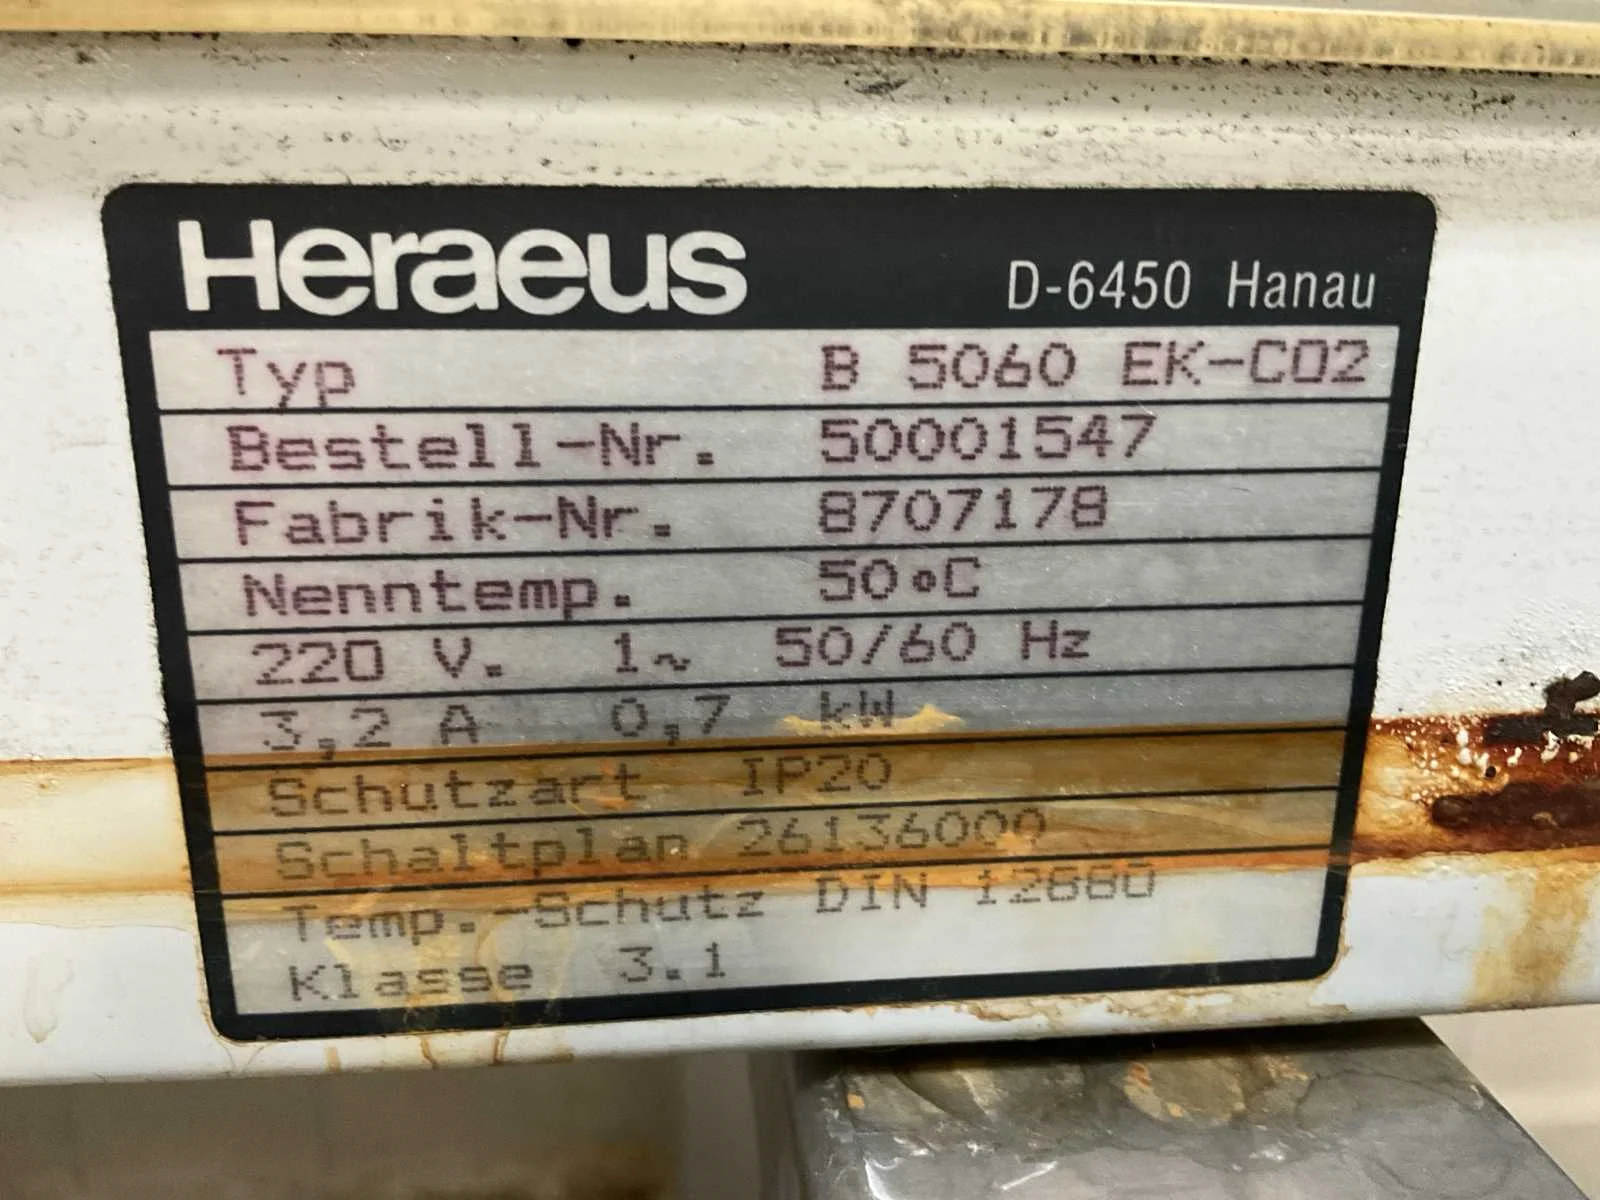 Heraeus
D-6450 Hanau
Typ B 5060 EK-CO2
Bestell-Nr. 50001547
Fabrik-Nr. 8707178
Nenntemp. 50°C
220 V. 1~ 50/60 Hz
3,2 A 0,7 kW
Schutzart IP20
Schaltplan 26136000
Temp.-Schutz DIN 12880
Klasse 3.1